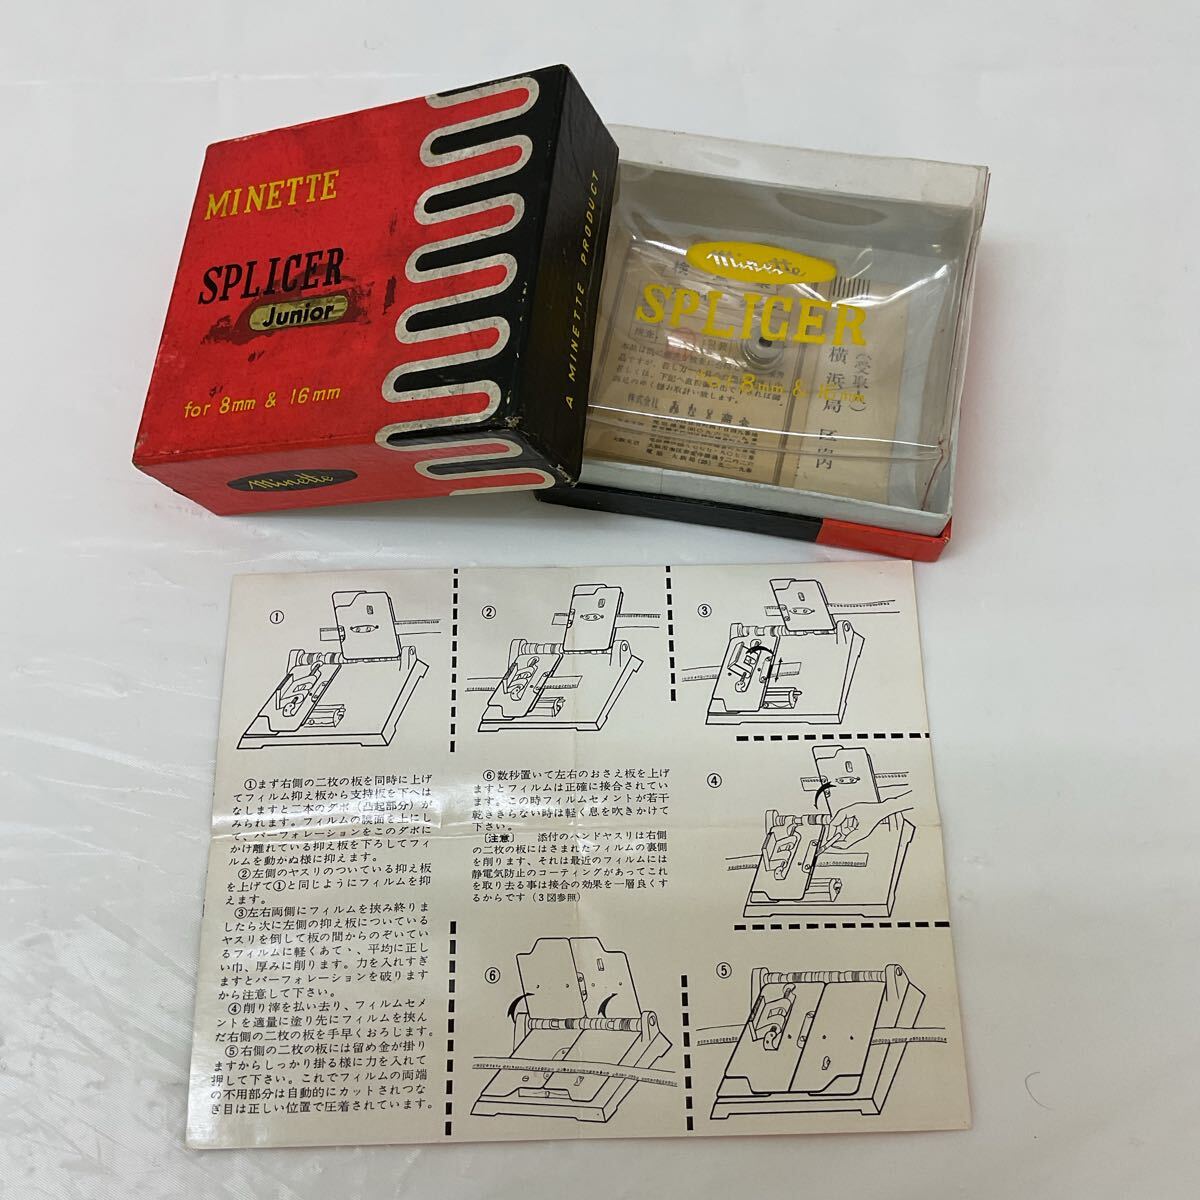 MINETTE
SPLICER
Junior
for 8mm & 16mm
minette
A MINETTE PRODUCT
Minette
SPLICER
for 8mm & 16mm
(受取人)
横浜局区内
株式会社
①
②
③
④
⑥
⑤
①まず右側の二枚の板を同時に上げ
てフィルム抑え板から支持板を下へは
なしますと二本のダボ(凸起部分)が
みられます。フィルムの膜面を上にし
てパーフォレーションをこのダボに
かけ離れている抑え板を下ろしてフィ
ルムを動かぬ様に抑えます。
②左側のヤスリのついている抑え板
を上げて①と同じようにフィルムを抑
えます。
③左右両側にフィルムを挟み終りま
したら次に左側の抑え板についている
ヤスリを倒して板の間からのぞいてい
るフィルムに軽くあて、、平均に正し
い巾、厚みに削ります。力を入れすぎ
ますとパーフォレーションを破ります
から注意して下さい。
④削り滓を払い去り、フィルムセメ
ントを適量に塗り先にフィルムを挟ん
だ右側の二枚の板を手早くおろします。
⑤右側の二枚の板には留め金が掛り
ますからしっかり掛る様に力を入れて
押して下さい。これでフィルムの両端
の不用部分は自動的にカットされつな
ぎ目は正しい位置で圧着されています。
⑥数秒置いて左右のおさえ板を上げ
ますとフィルムは正確に接合されてい
ます。この時フィルムセメントが若干
乾ききらない時は軽く息を吹きかけて
下さい。
〔注意〕 添付のハンドヤスリは右側
の二枚の板にはさまれたフィルムの裏側
を削ります、それは最近のフィルムには
静電気防止のコーティングがあってこれ
を取り去る事は接合の効果を一層良くす
るからです(3図参照)